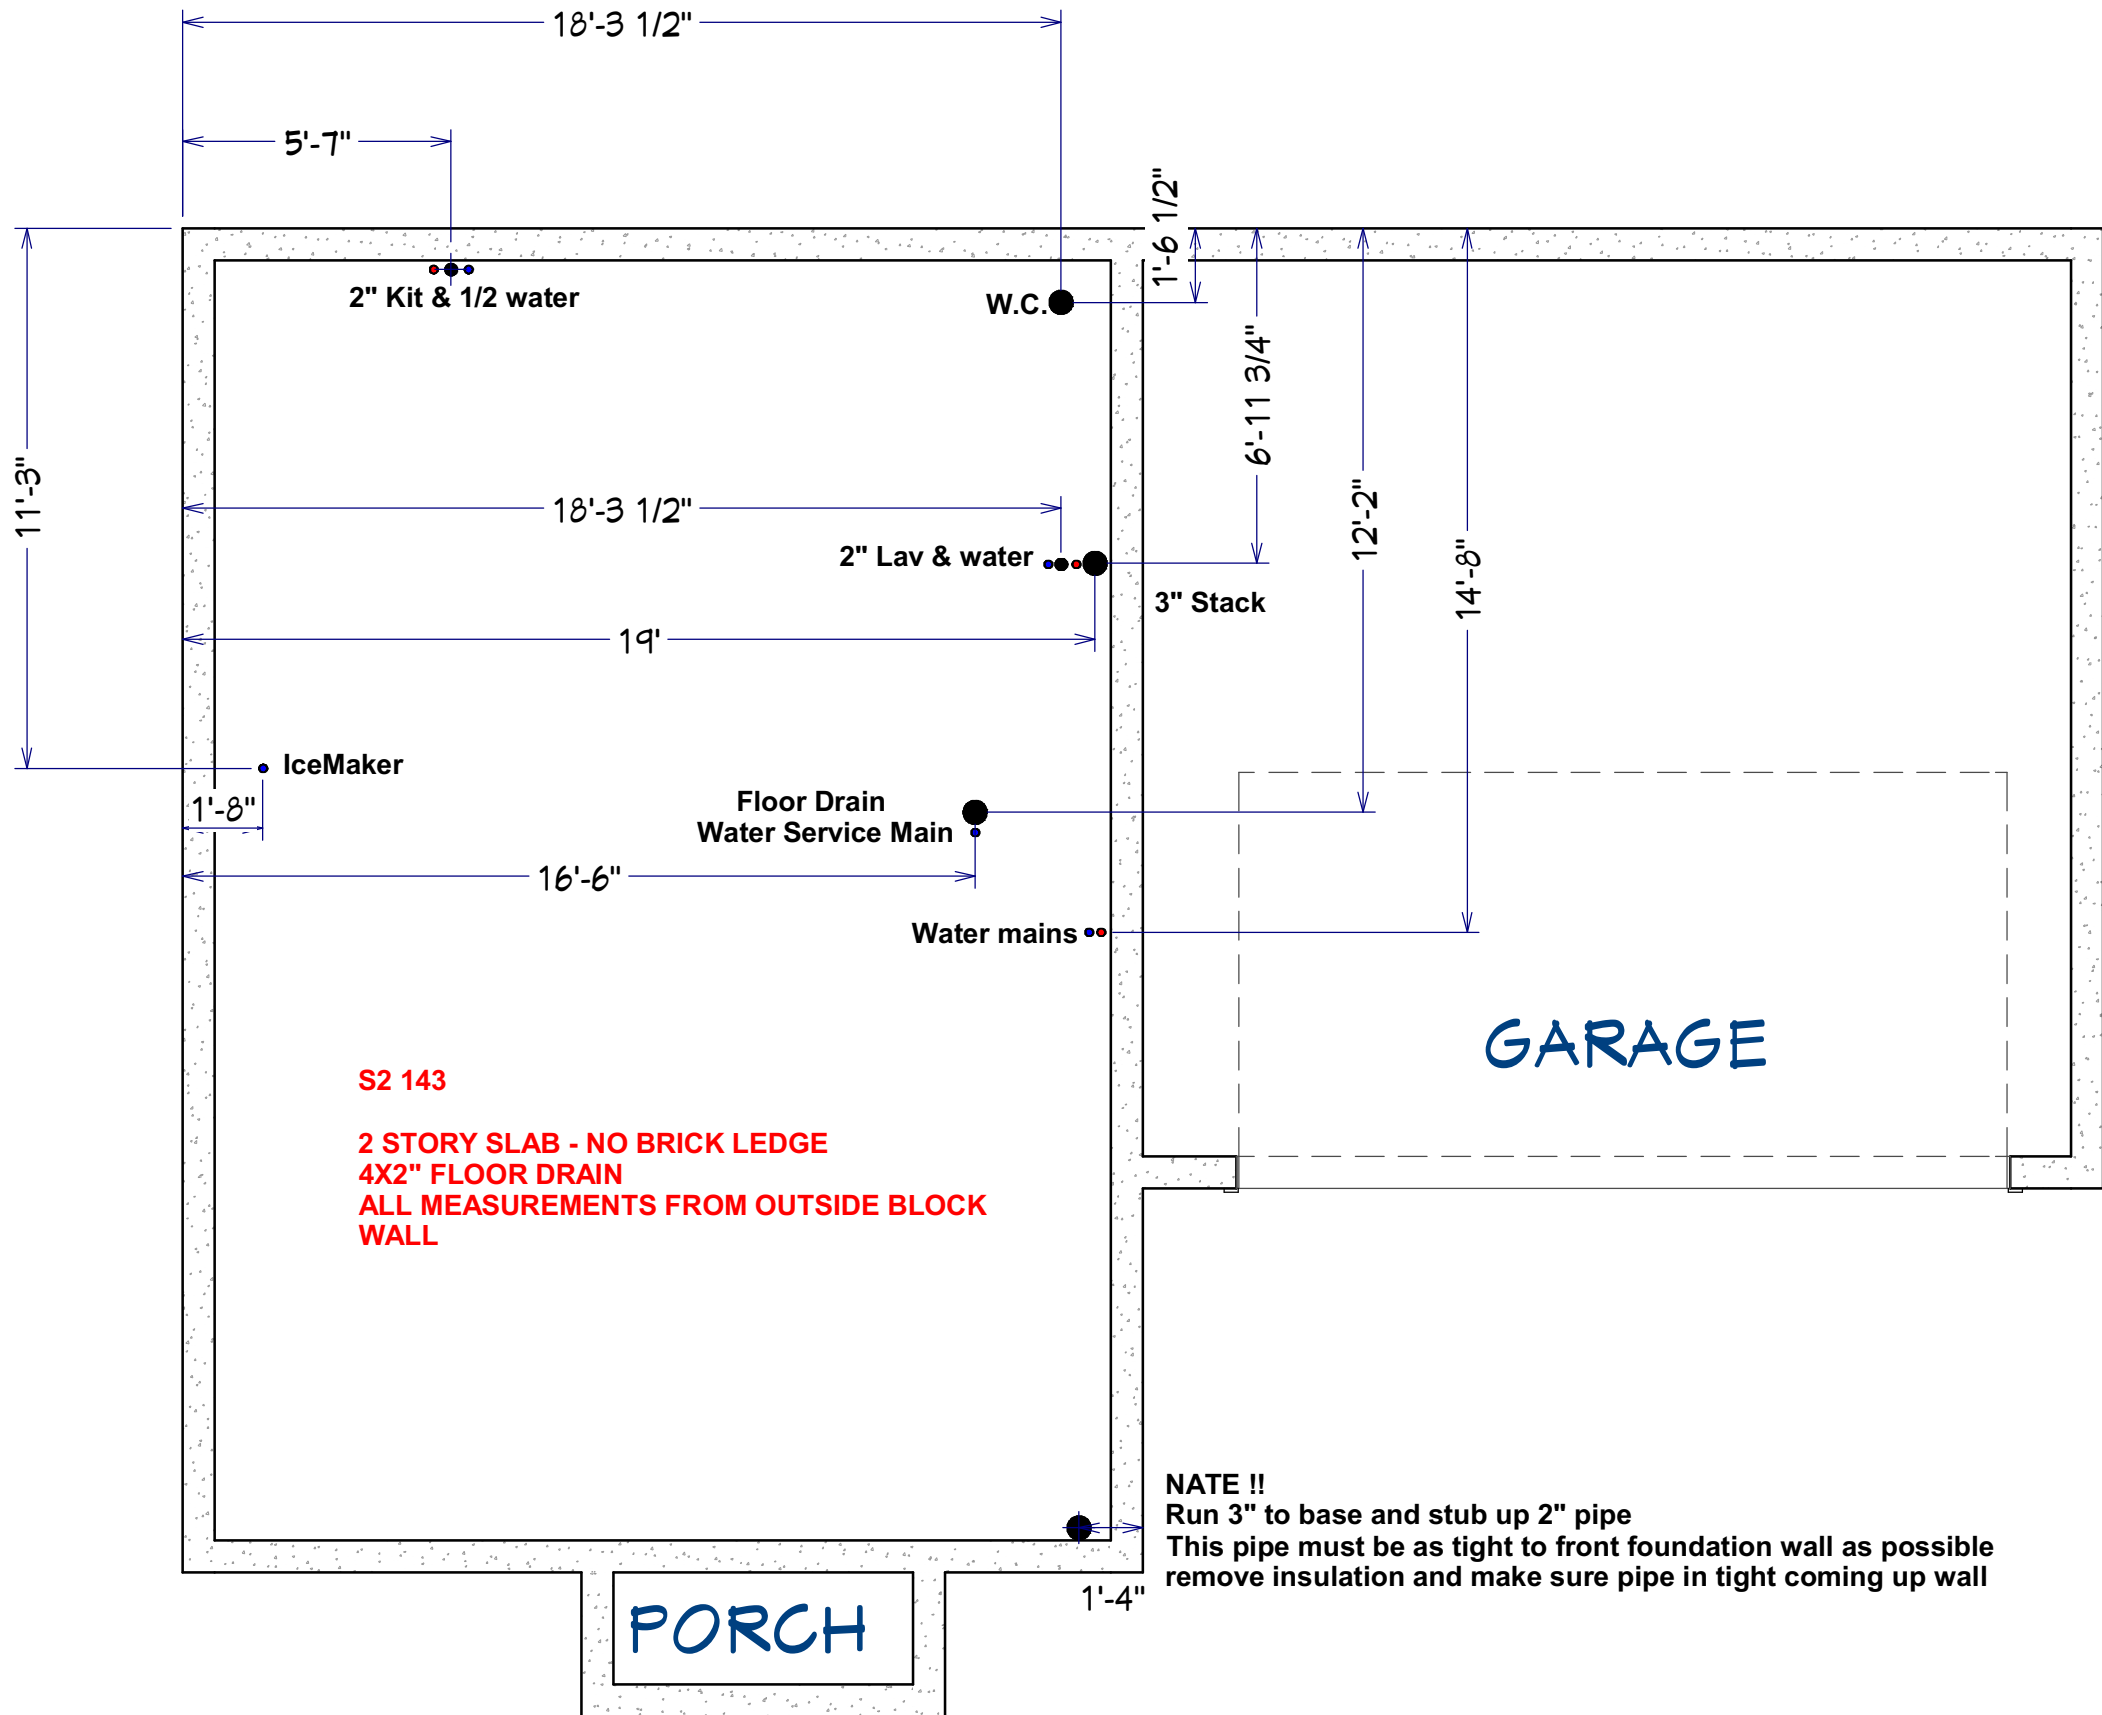 18'-3 1/2"
5'-7"
1'-6 1/2"
2" Kit & 1/2 water
W.C.
6'-11 3/4"
11'-3"
18'-3 1/2"
12'-2"
2" Lav & water
14'-8"
3" Stack
19'
IceMaker
1'-8"
Floor Drain
Water Service Main
16'-6"
Water mains
GARAGE
S2 143
2 STORY SLAB - NO BRICK LEDGE
4X2" FLOOR DRAIN
ALL MEASUREMENTS FROM OUTSIDE BLOCK
WALL
NATE !!
Run 3" to base and stub up 2" pipe
This pipe must be as tight to front foundation wall as possible
remove insulation and make sure pipe in tight coming up wall
1'-4"
PORCH